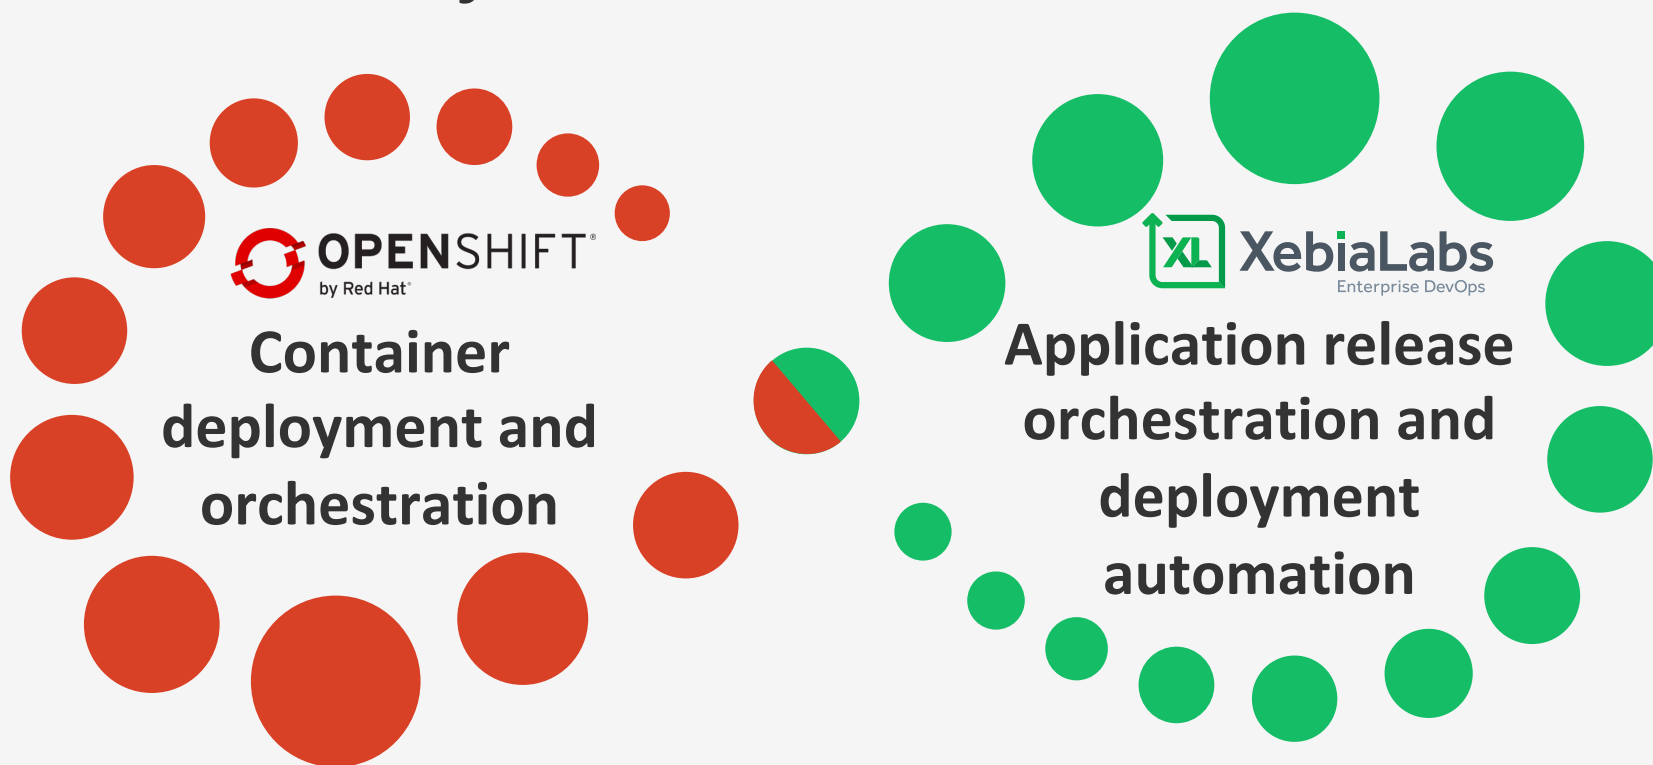 OPENSHIFT®
by Red Hat®
Container
deployment and
orchestration
XL XebiaLabs
Enterprise DevOps
Application release
orchestration and
deployment
automation